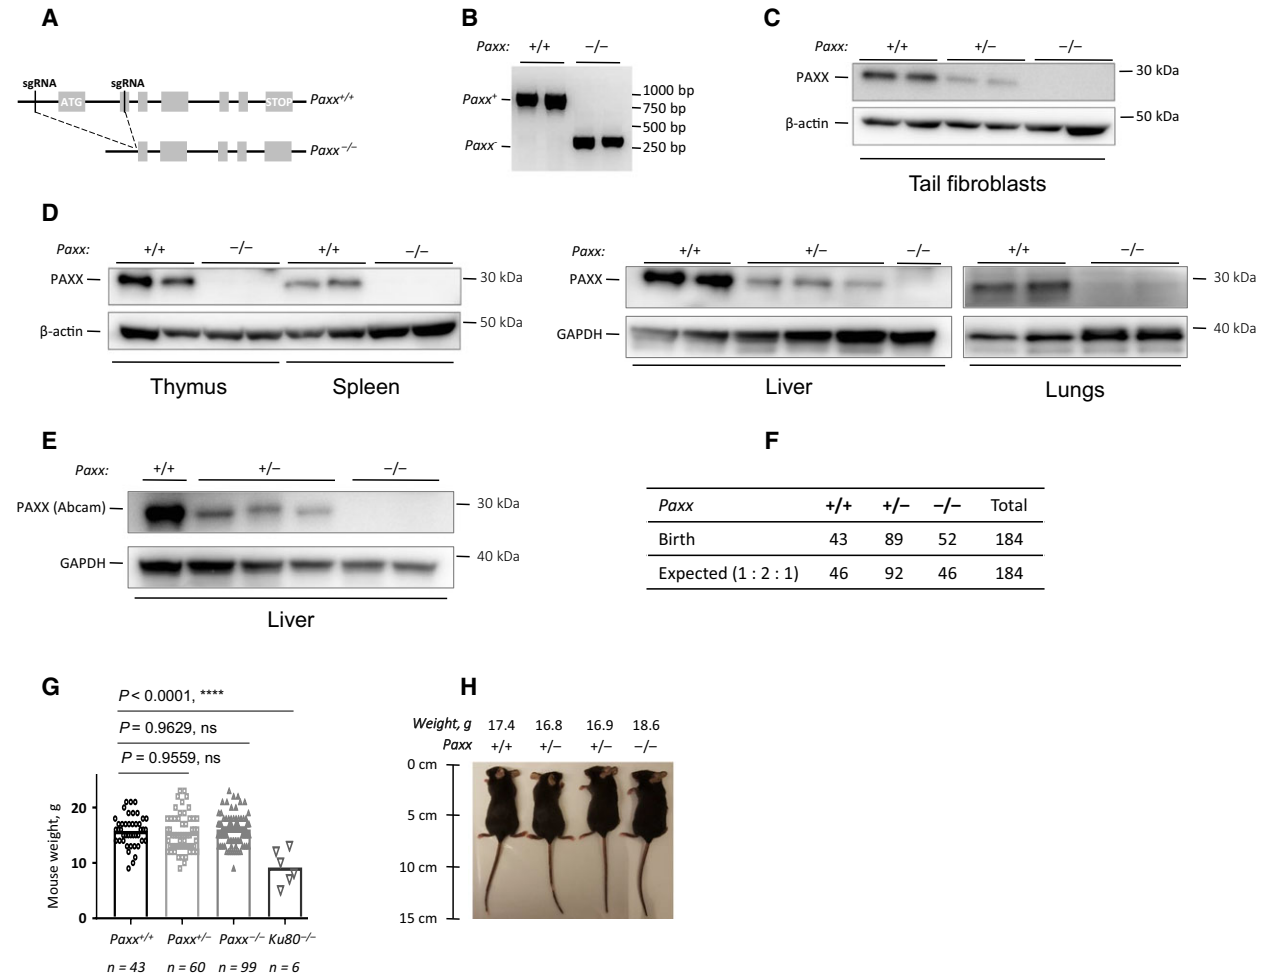 A
sgRNA
sgRNA
ATG
STOP
Paxx+/+
Paxx−/−
B
Paxx:
+/+
−/−
Paxx+
Paxx-
1000 bp
750 bp
500 bp
250 bp
C
Paxx:
+/+
+/−
−/−
PAXX
30 kDa
β-actin
50 kDa
Tail fibroblasts
D
Paxx:
+/+
−/−
+/+
−/−
PAXX
30 kDa
β-actin
50 kDa
Thymus
Spleen
Paxx:
+/+
+/−
−/−
+/+
−/−
PAXX
30 kDa
GAPDH
40 kDa
Liver
Lungs
E
Paxx:
+/+
+/−
−/−
PAXX (Abcam)
30 kDa
GAPDH
40 kDa
Liver
F
Paxx +/+ +/− −/− Total
Birth 43 89 52 184
Expected (1 : 2 : 1) 46 92 46 184
G
P < 0.0001, ****
P = 0.9629, ns
P = 0.9559, ns
Mouse weight, g
20
10
0
Paxx+/+ Paxx+/− Paxx−/− Ku80−/−
n = 43 n = 60 n = 99 n = 6
H
Weight, g 17.4 16.8 16.9 18.6
Paxx +/+ +/− +/− −/−
0 cm
5 cm
10 cm
15 cm